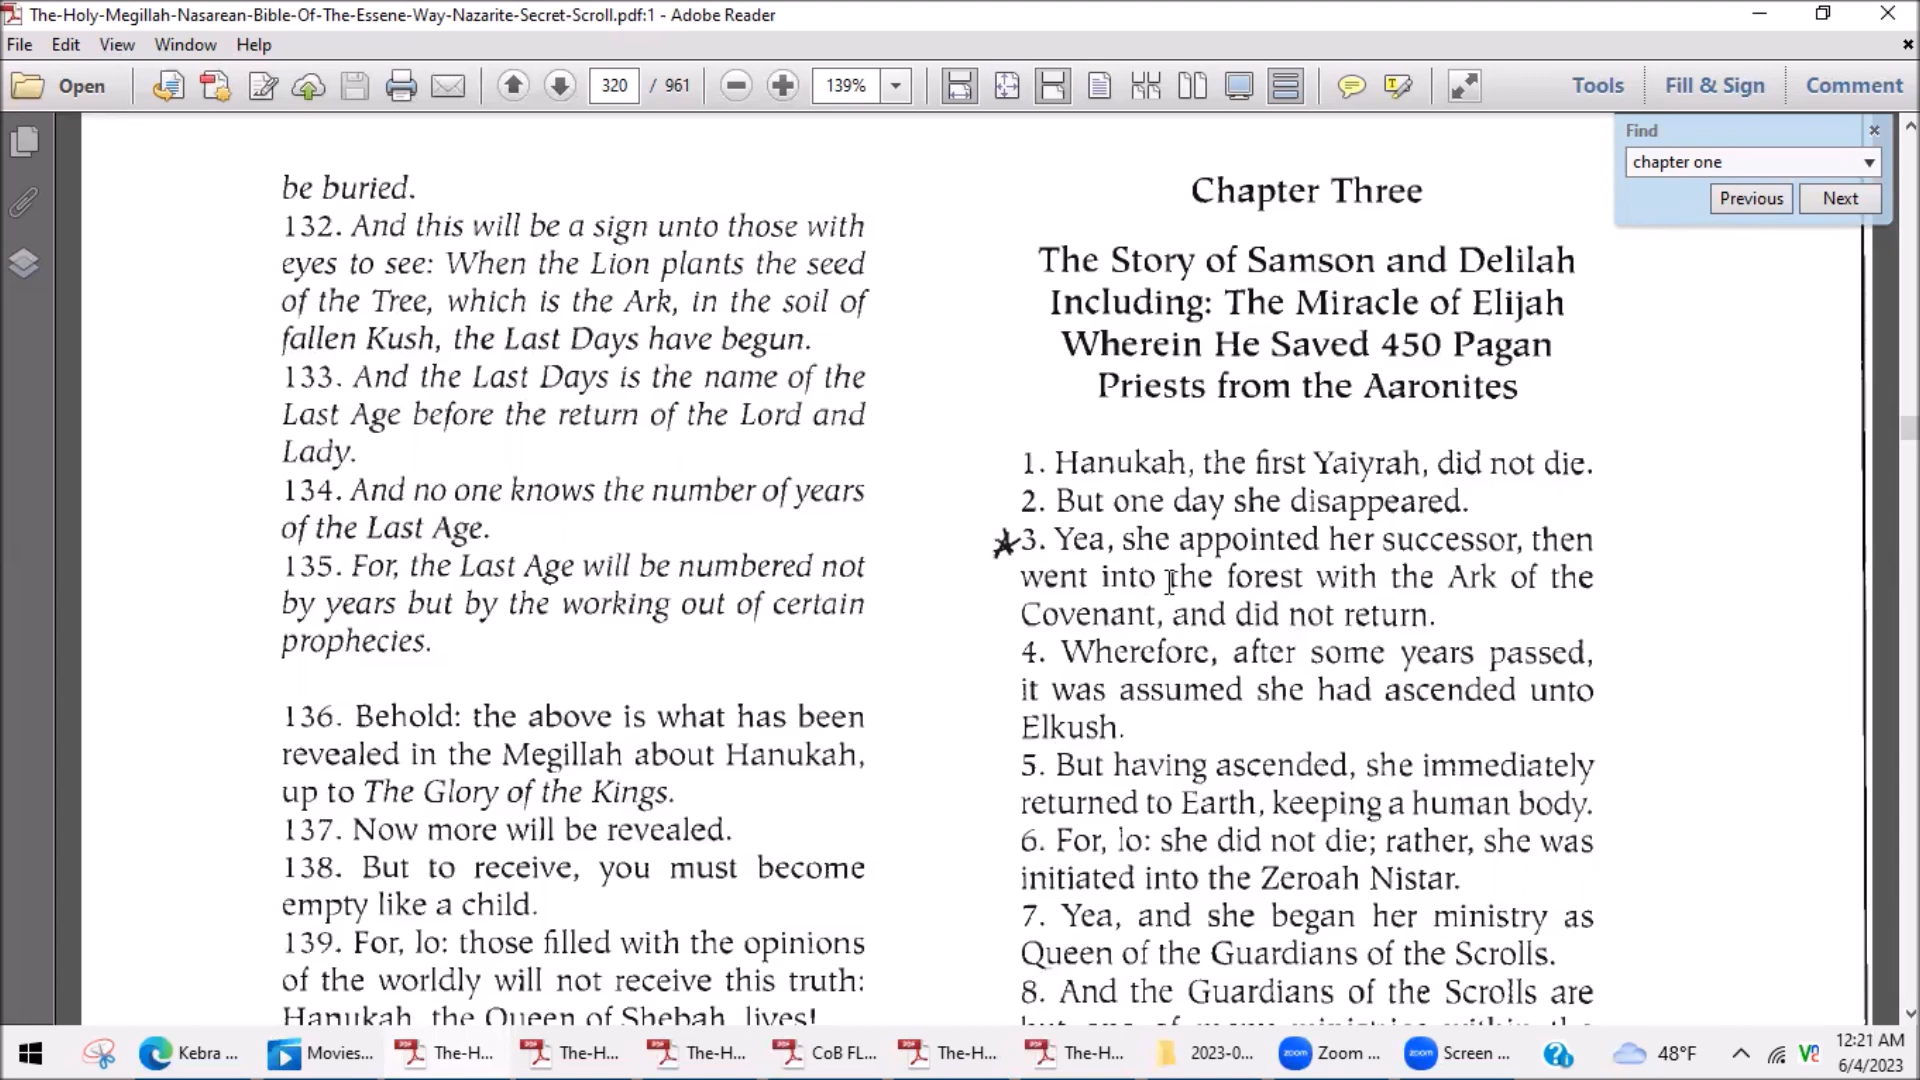 The-Holy-Megillah-Nasarean-Bible-Of-The-Essene-Way-Nazarite-Secret-Scroll.pdf:1 - Adobe Reader
File Edit View Window Help
Open 320 / 961 139% Tools Fill & Sign Comment
Find
chapter one
Previous Next
be buried.
132. And this will be a sign unto those with
eyes to see: When the Lion plants the seed
of the Tree, which is the Ark, in the soil of
fallen Kush, the Last Days have begun.
133. And the Last Days is the name of the
Last Age before the return of the Lord and
Lady.
134. And no one knows the number of years
of the Last Age.
135. For, the Last Age will be numbered not
by years but by the working out of certain
prophecies.
136. Behold: the above is what has been
revealed in the Megillah about Hanukah,
up to The Glory of the Kings.
137. Now more will be revealed.
138. But to receive, you must become
empty like a child.
139. For, lo: those filled with the opinions
of the worldly will not receive this truth:
Hanukah, the Queen of Shebah, lives!
Chapter Three
The Story of Samson and Delilah
Including: The Miracle of Elijah
Wherein He Saved 450 Pagan
Priests from the Aaronites
1. Hanukah, the first Yaiyrah, did not die.
2. But one day she disappeared.
3. Yea, she appointed her successor, then
went into the forest with the Ark of the
Covenant, and did not return.
4. Wherefore, after some years passed,
it was assumed she had ascended unto
Elkush.
5. But having ascended, she immediately
returned to Earth, keeping a human body.
6. For, lo: she did not die; rather, she was
initiated into the Zeroah Nistar.
7. Yea, and she began her ministry as
Queen of the Guardians of the Scrolls.
8. And the Guardians of the Scrolls are
Kebra ... Movies... The-H... The-H... The-H... CoB FL... The-H... The-H... 2023-0... Zoom ... Screen ... 48°F 12:21 AM
6/4/2023